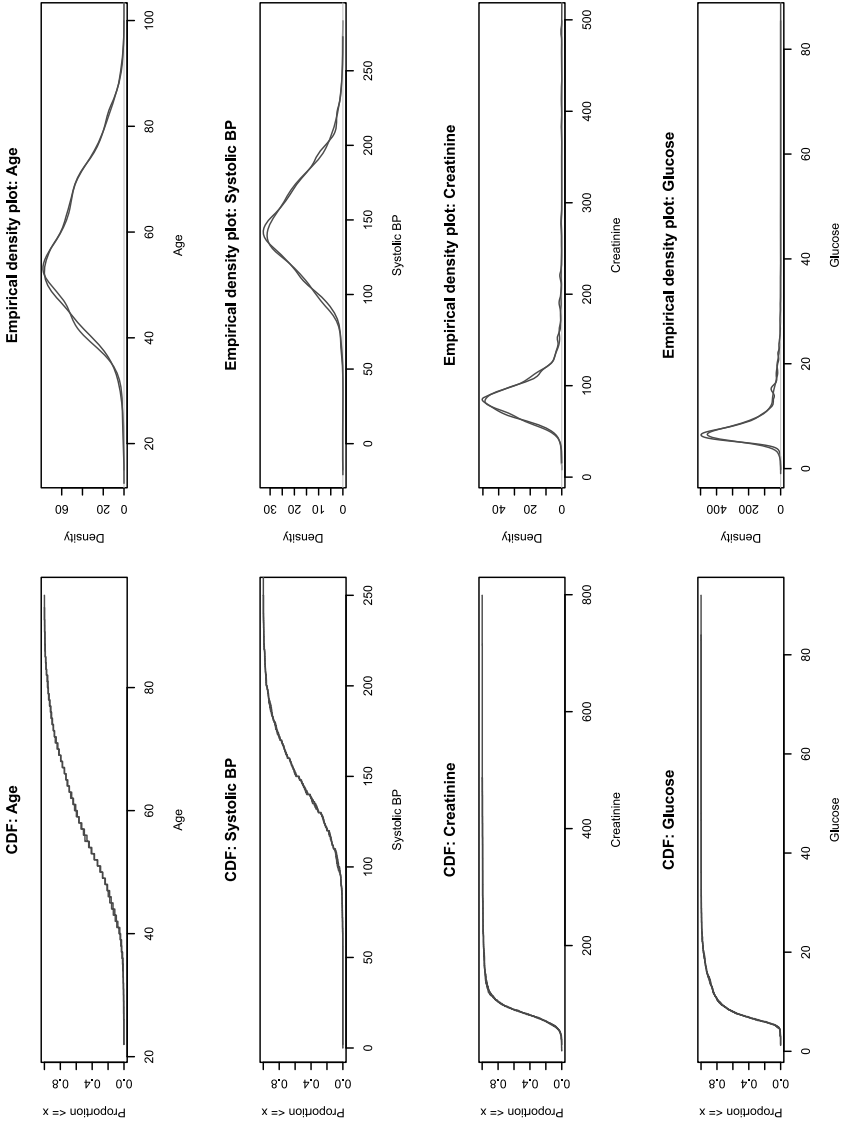 CDF: Age
Proportion <= x
0.8
0.4
0.0
20 40 60 80
Age
Empirical density plot: Age
Density
60
20
0
20 40 60 80 100
Age
CDF: Systolic BP
Proportion <= x
0.8
0.4
0.0
0 50 100 150 200 250
Systolic BP
Empirical density plot: Systolic BP
Density
30
20
10
0
0 50 100 150 200 250
Systolic BP
CDF: Creatinine
Proportion <= x
0.8
0.4
0.0
200 400 600 800
Creatinine
Empirical density plot: Creatinine
Density
40
20
0
0 100 200 300 400 500
Creatinine
CDF: Glucose
Proportion <= x
0.8
0.4
0.0
0 20 40 60 80
Glucose
Empirical density plot: Glucose
Density
400
200
0
0 20 40 60 80
Glucose